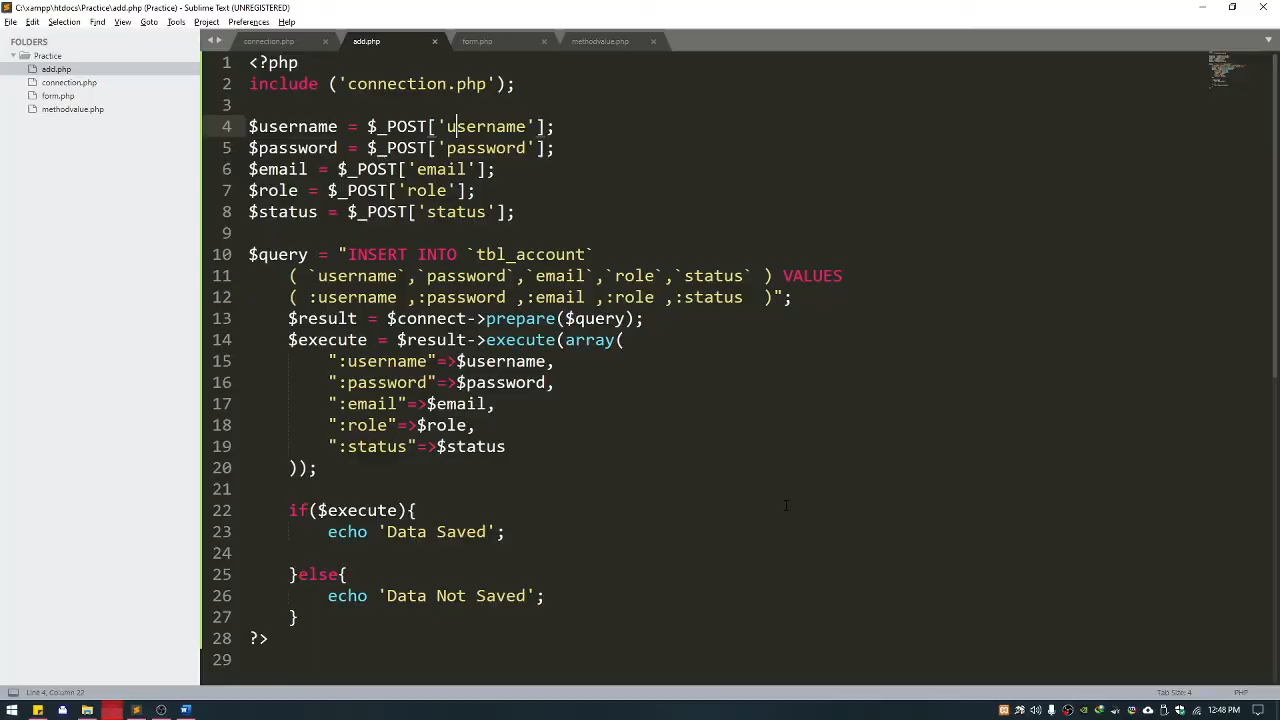 C:\xampp\htdocs\Practice\add.php (Practice) - Sublime Text (UNREGISTERED)
File Edit Selection Find View Goto Tools Project Preferences Help
FOLDERS
Practice
add.php
connection.php
form.php
methodvalue.php
connection.php × add.php × form.php × methodvalue.php ×
1 <?php
2 include ('connection.php');
3
4 $username = $_POST['username'];
5 $password = $_POST['password'];
6 $email = $_POST['email'];
7 $role = $_POST['role'];
8 $status = $_POST['status'];
9
10 $query = "INSERT INTO `tbl_account`
11 ( `username`,`password`,`email`,`role`,`status` ) VALUES
12 ( :username ,:password ,:email ,:role ,:status  )";
13 $result = $connect->prepare($query);
14 $execute = $result->execute(array(
15 ":username"=>$username,
16 ":password"=>$password,
17 ":email"=>$email,
18 ":role"=>$role,
19 ":status"=>$status
20 ));
21
22 if($execute){
23 echo 'Data Saved';
24
25 }else{
26 echo 'Data Not Saved';
27 }
28 ?>
29
Line 4, Column 22 Tab Size: 4 PHP
12:48 PM